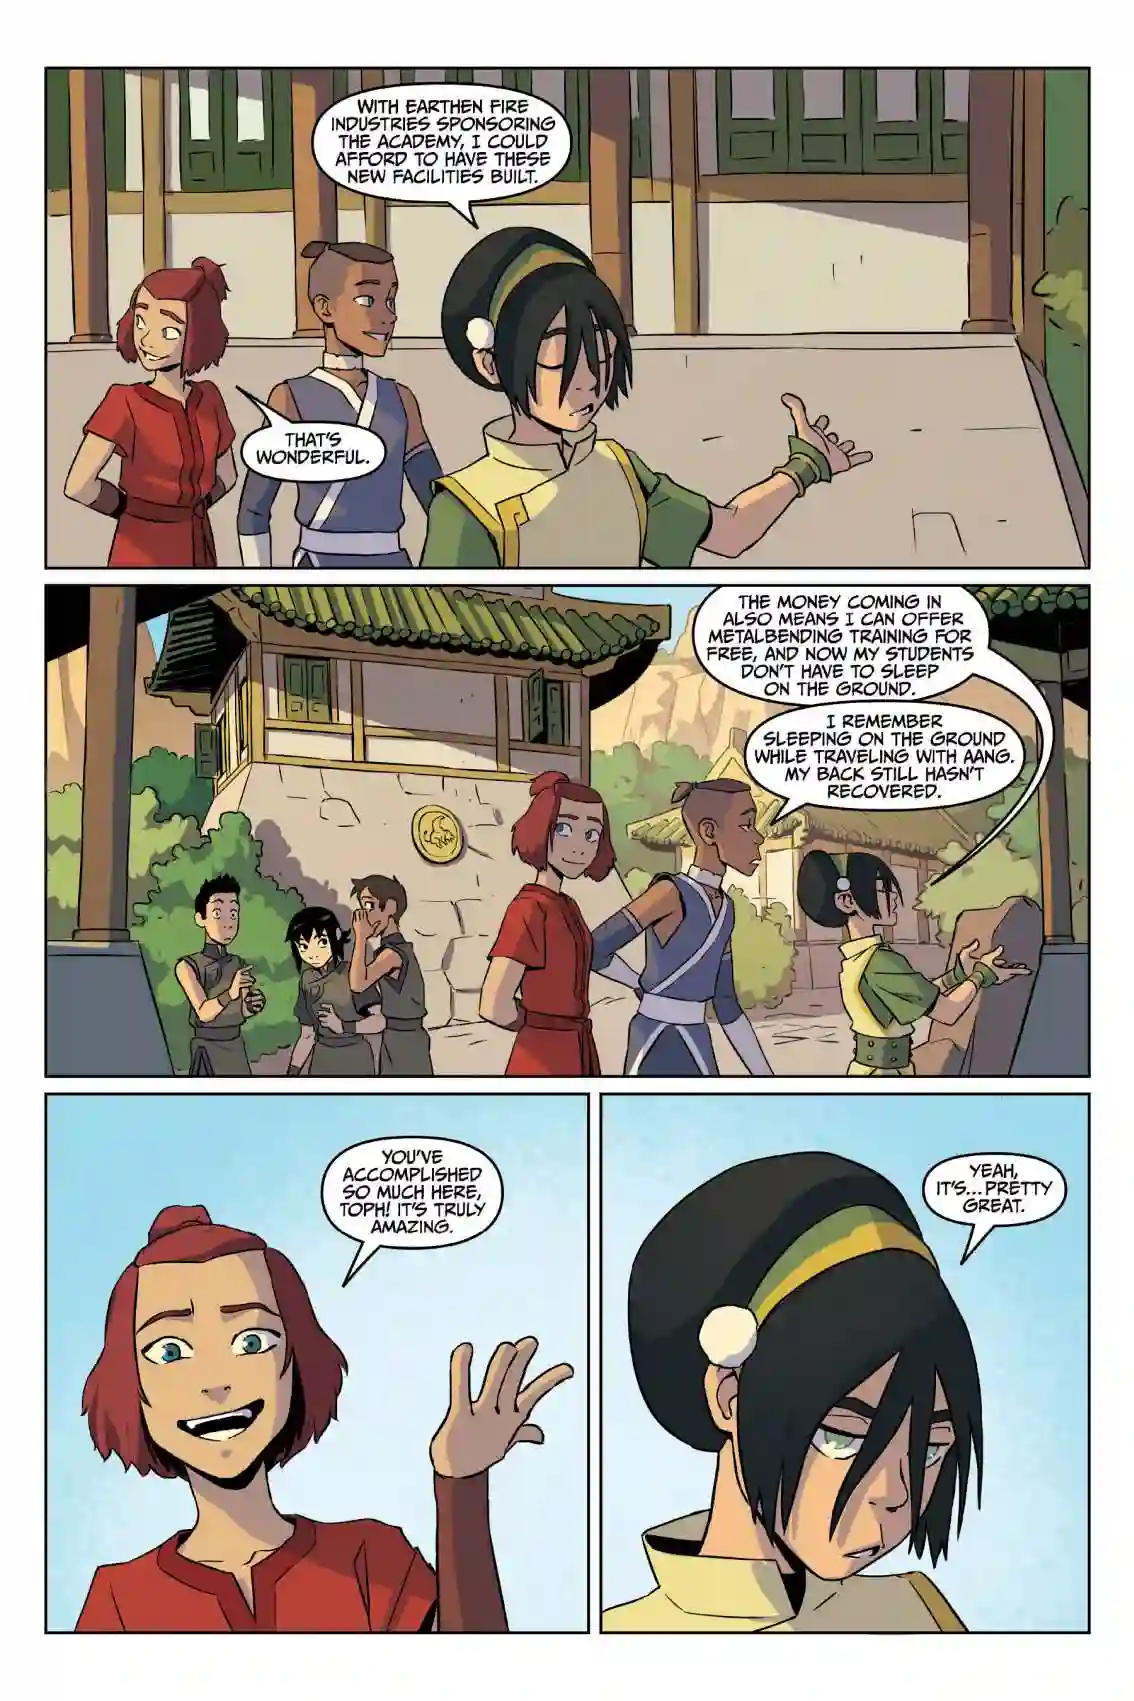 WITH EARTHEN FIRE
INDUSTRIES SPONSORING
THE ACADEMY, I COULD
AFFORD TO HAVE THESE
NEW FACILITIES BUILT.
THAT'S
WONDERFUL.
THE MONEY COMING IN
ALSO MEANS I CAN OFFER
METALBENDING TRAINING FOR
FREE, AND NOW MY STUDENTS
DON'T HAVE TO SLEEP
ON THE GROUND.
I REMEMBER
SLEEPING ON THE GROUND
WHILE TRAVELING WITH AANG.
MY BACK STILL HASN'T
RECOVERED.
YOU'VE
ACCOMPLISHED
SO MUCH HERE,
TOPH! IT'S TRULY
AMAZING.
YEAH,
IT'S...PRETTY
GREAT.